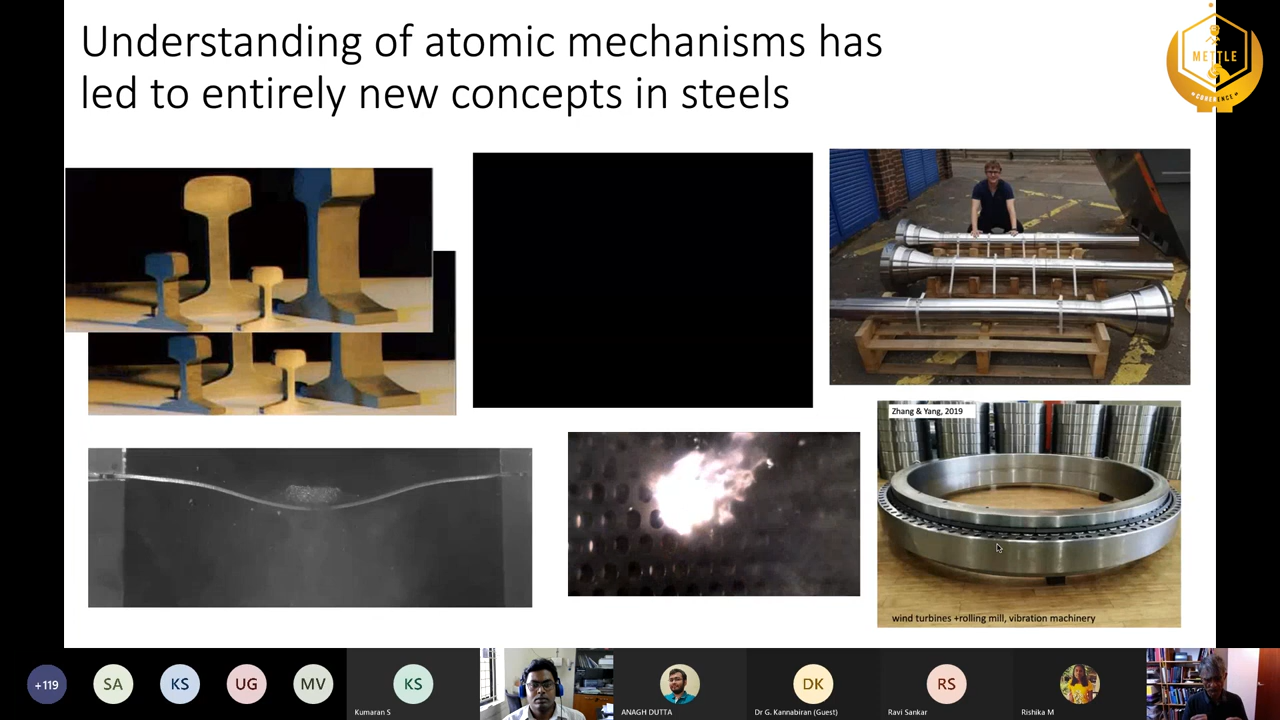 Understanding of atomic mechanisms has
led to entirely new concepts in steels
METTLE
COHERENCE
Zhang & Yang, 2019
wind turbines +rolling mill, vibration machinery
+119
SA
KS
UG
MV
KS
Kumaran S
ANAGH DUTTA
DK
Dr G. Kannabiran (Guest)
RS
Ravi Sankar
Rishika M